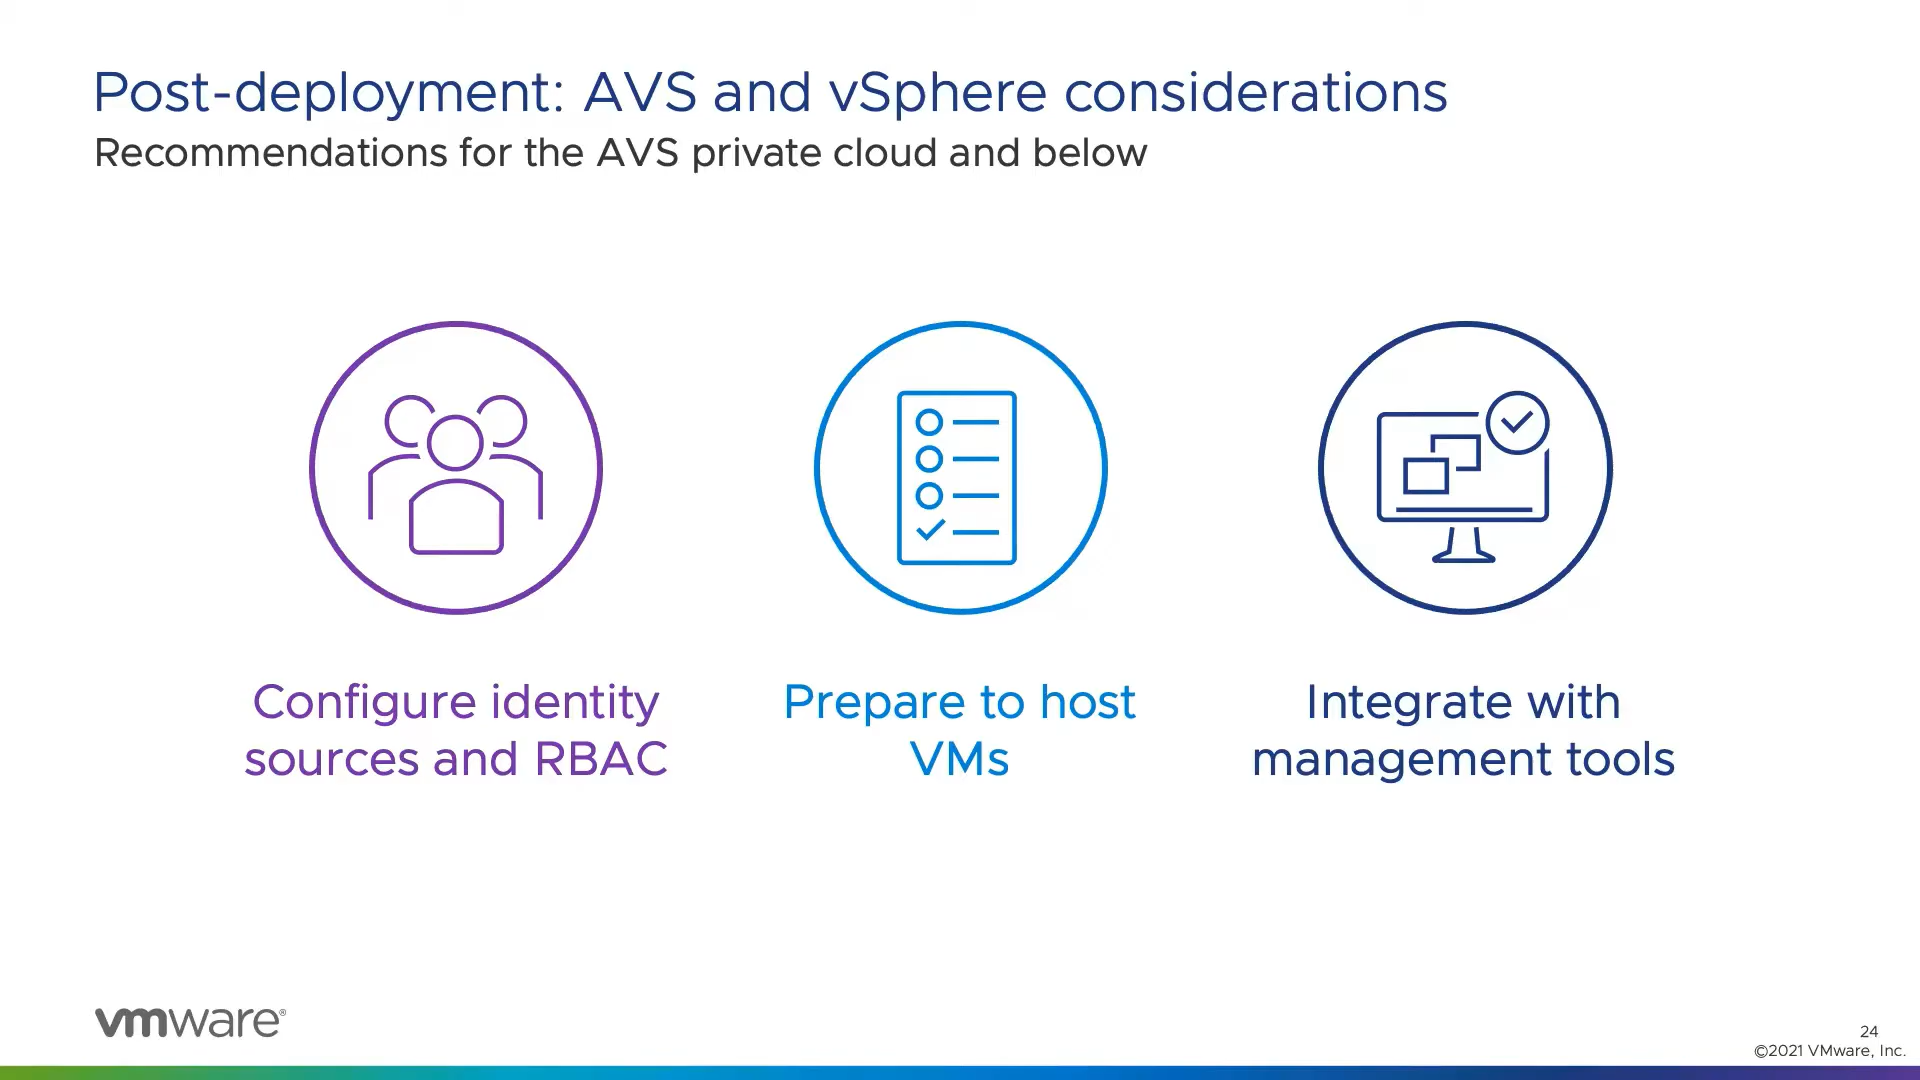 Post-deployment: AVS and vSphere considerations
Recommendations for the AVS private cloud and below
Configure identity
sources and RBAC
Prepare to host
VMs
Integrate with
management tools
vmware®
24
©2021 VMware, Inc.